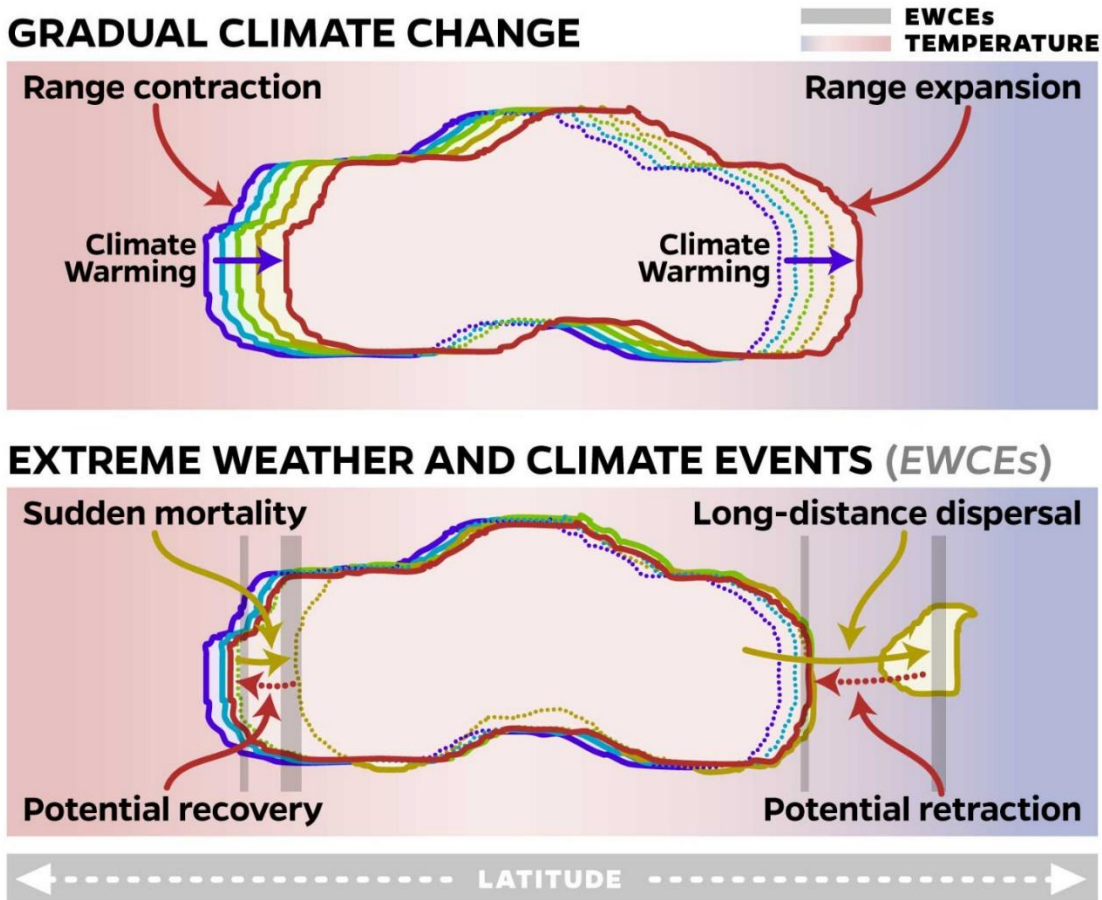 GRADUAL CLIMATE CHANGE
EWCEs
TEMPERATURE
Range contraction
Range expansion
Climate
Warming
Climate
Warming
EXTREME WEATHER AND CLIMATE EVENTS (EWCEs)
Sudden mortality
Long-distance dispersal
Potential recovery
Potential retraction
LATITUDE